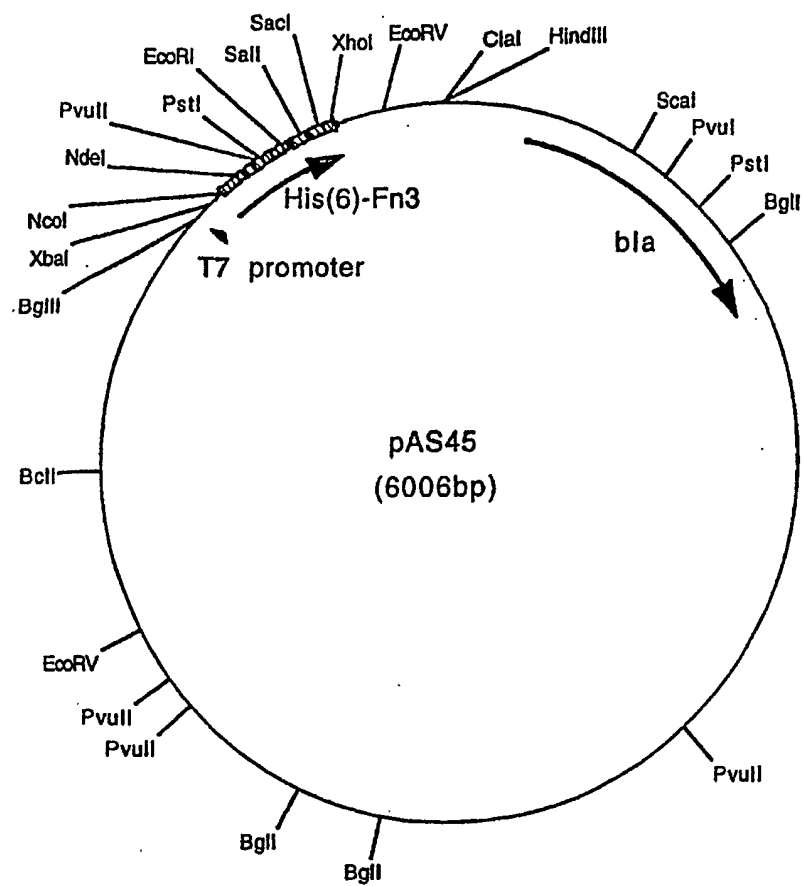 SacI
XhoI
EcoRV
ClaI
HindIII
SalI
EcoRI
PstI
PvuII
NdeI
NcoI
XbaI
BglII
ScaI
PvuI
PstI
BglI
His(6)-Fn3
T7 promoter
bla
pAS45
(6006bp)
BclI
EcoRV
PvuII
PvuII
BglI
BglI
PvuII